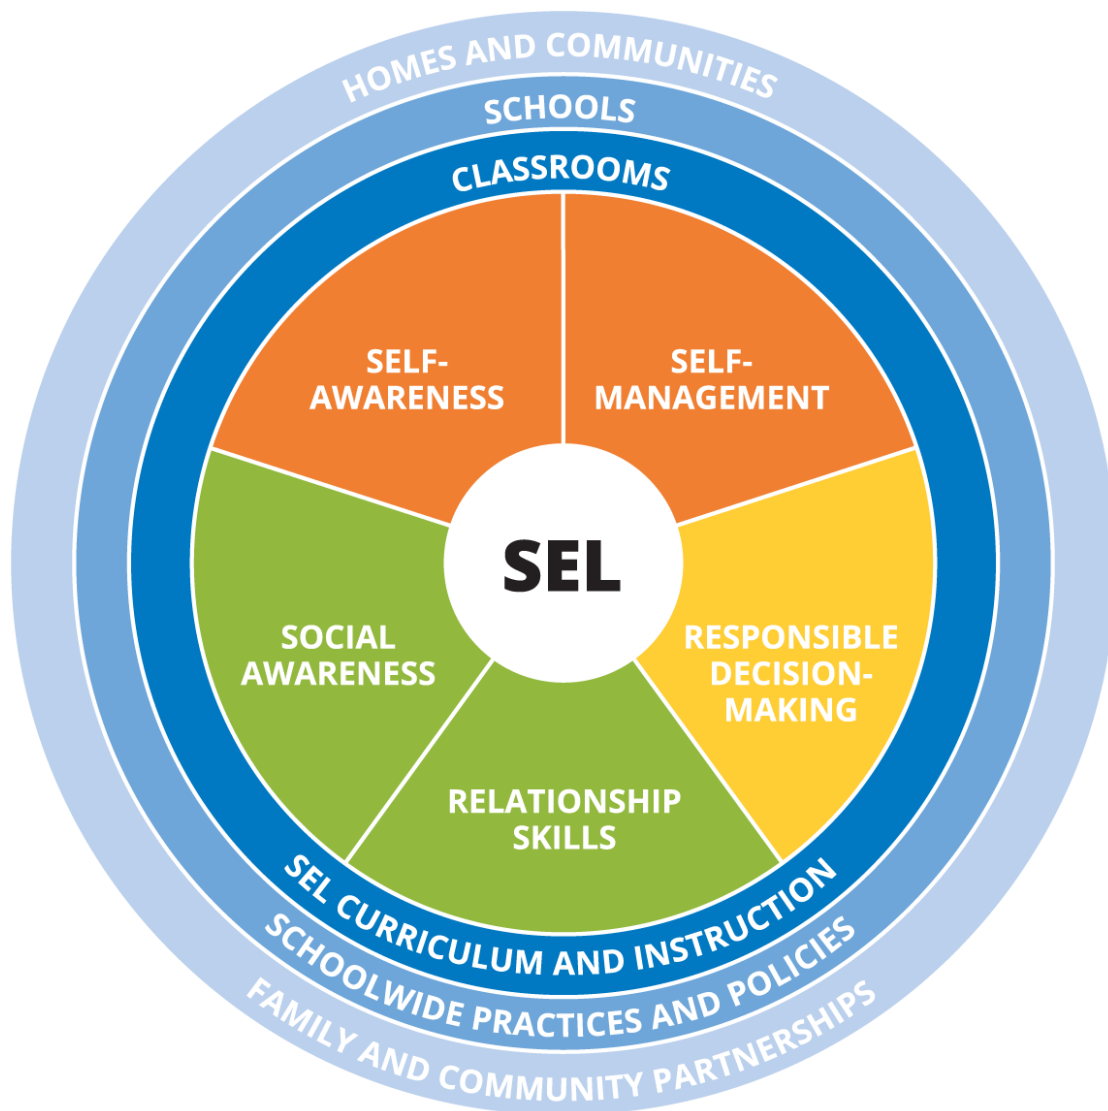 HOMES AND COMMUNITIES
SCHOOLS
CLASSROOMS
SELF-
AWARENESS
SELF-
MANAGEMENT
SEL
SOCIAL
AWARENESS
RESPONSIBLE
DECISION-
MAKING
RELATIONSHIP
SKILLS
SEL CURRICULUM AND INSTRUCTION
SCHOOLWIDE PRACTICES AND POLICIES
FAMILY AND COMMUNITY PARTNERSHIPS